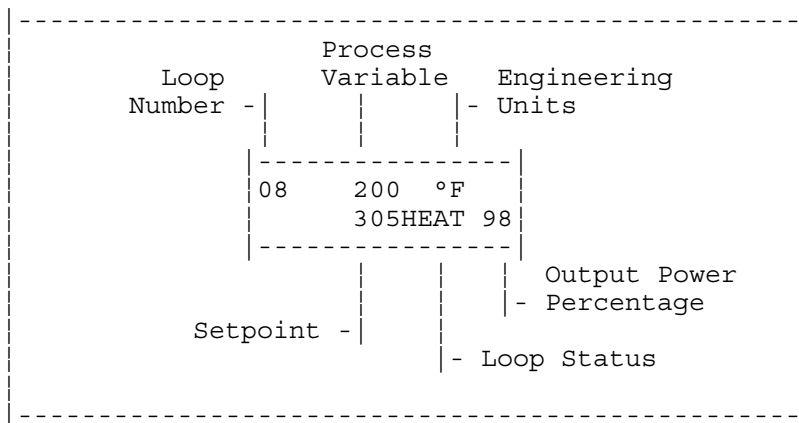 Process
Loop Variable Engineering
Number - - Units
08 200 °F
305HEAT 98
Output Power
- Percentage
Setpoint -
- Loop Status